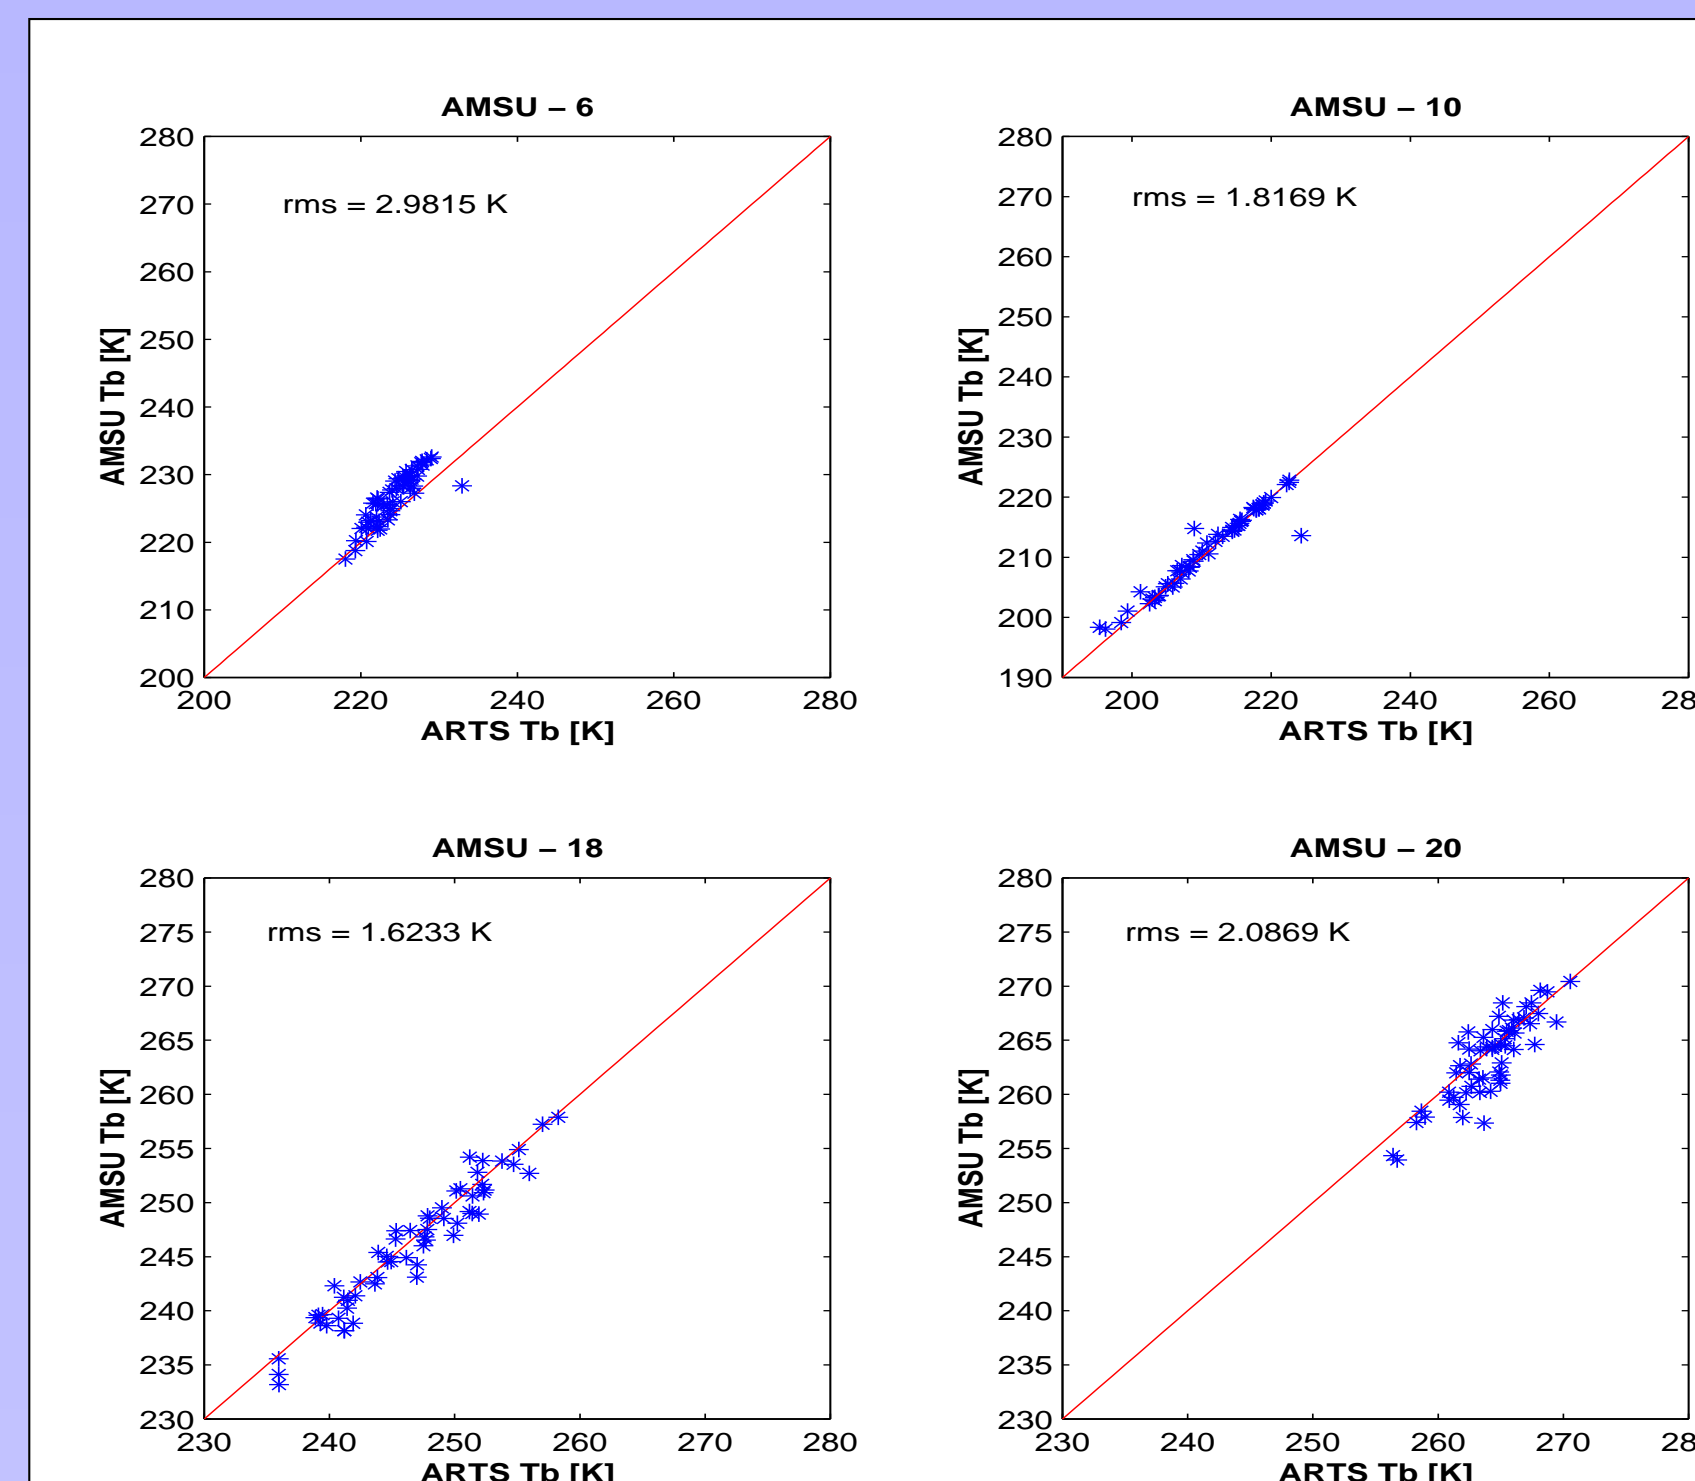 AMSU – 6
280
270
260
250
240
230
220
210
200
rms = 2.9815 K
AMSU Tb [K]
200 220 240 260 280
ARTS Tb [K]
AMSU – 10
280
270
260
250
240
230
220
210
200
190
rms = 1.8169 K
AMSU Tb [K]
200 220 240 260 28
ARTS Tb [K]
AMSU – 18
280
275
270
265
260
255
250
245
240
235
230
rms = 1.6233 K
AMSU Tb [K]
230 240 250 260 270 280
ARTS Tb [K]
AMSU – 20
280
275
270
265
260
255
250
245
240
235
230
rms = 2.0869 K
AMSU Tb [K]
230 240 250 260 270 28
ARTS Tb [K]